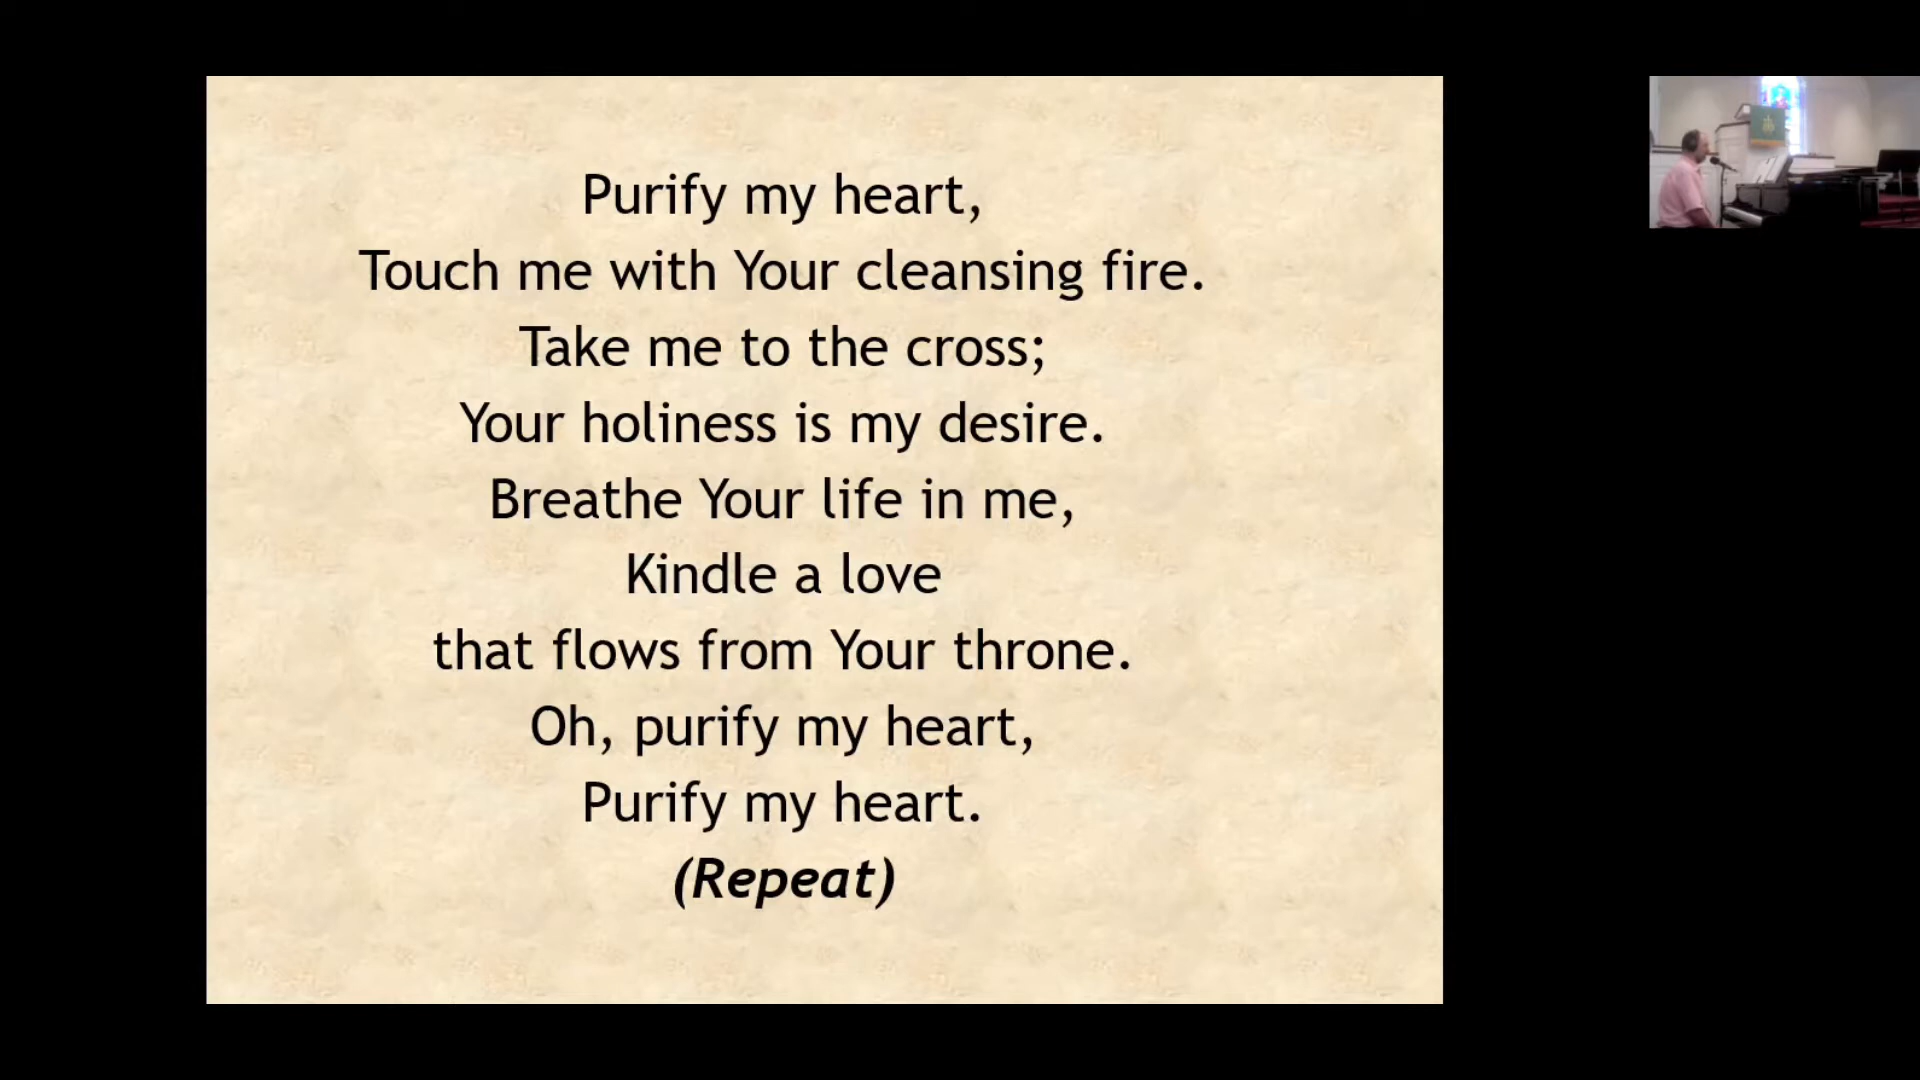 Purify my heart,
Touch me with Your cleansing fire.
Take me to the cross;
Your holiness is my desire.
Breathe Your life in me,
Kindle a love
that flows from Your throne.
Oh, purify my heart,
Purify my heart.
(Repeat)